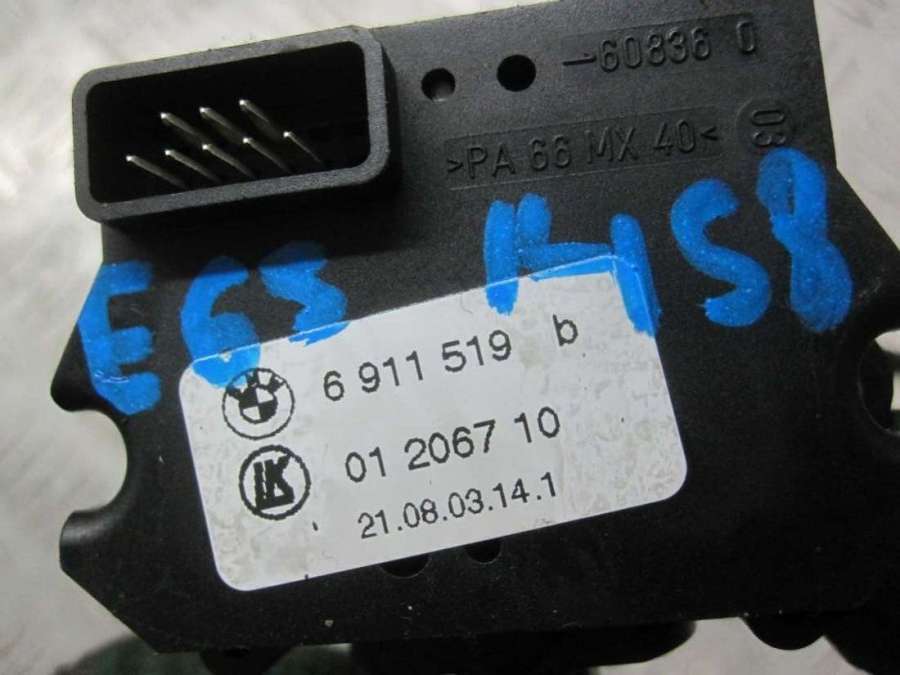 60836 0
>PA 66 MX 40<
03
E63 K158
6 911 519 b
LK
01 2067 10
21.08.03.14.1